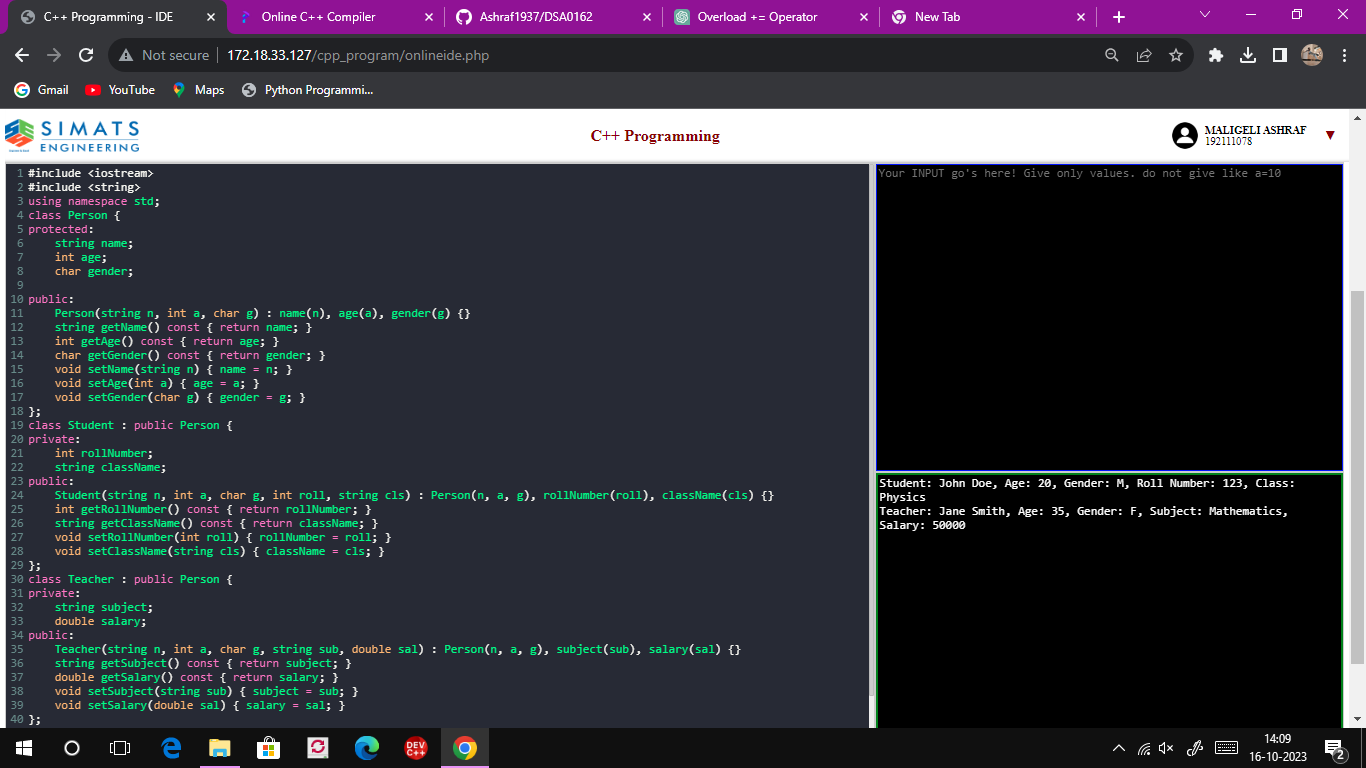 C++ Programming - IDE
Online C++ Compiler
Ashraf1937/DSA0162
Overload += Operator
New Tab
Not secure
172.18.33.127/cpp_program/onlineide.php
Gmail
YouTube
Maps
Python Programmi...
SIMATS
ENGINEERING
C++ Programming
MALIGELI ASHRAF
192111078
1 #include <iostream>
2 #include <string>
3 using namespace std;
4 class Person {
5 protected:
6     string name;
7     int age;
8     char gender;
9
10 public:
11     Person(string n, int a, char g) : name(n), age(a), gender(g) {}
12     string getName() const { return name; }
13     int getAge() const { return age; }
14     char getGender() const { return gender; }
15     void setName(string n) { name = n; }
16     void setAge(int a) { age = a; }
17     void setGender(char g) { gender = g; }
18 };
19 class Student : public Person {
20 private:
21     int rollNumber;
22     string className;
23 public:
24     Student(string n, int a, char g, int roll, string cls) : Person(n, a, g), rollNumber(roll), className(cls) {}
25     int getRollNumber() const { return rollNumber; }
26     string getClassName() const { return className; }
27     void setRollNumber(int roll) { rollNumber = roll; }
28     void setClassName(string cls) { className = cls; }
29 };
30 class Teacher : public Person {
31 private:
32     string subject;
33     double salary;
34 public:
35     Teacher(string n, int a, char g, string sub, double sal) : Person(n, a, g), subject(sub), salary(sal) {}
36     string getSubject() const { return subject; }
37     double getSalary() const { return salary; }
38     void setSubject(string sub) { subject = sub; }
39     void setSalary(double sal) { salary = sal; }
40 };
Your INPUT go's here! Give only values. do not give like a=10
Student: John Doe, Age: 20, Gender: M, Roll Number: 123, Class:
Physics
Teacher: Jane Smith, Age: 35, Gender: F, Subject: Mathematics,
Salary: 50000
DEV
C++
14:09
16-10-2023
2